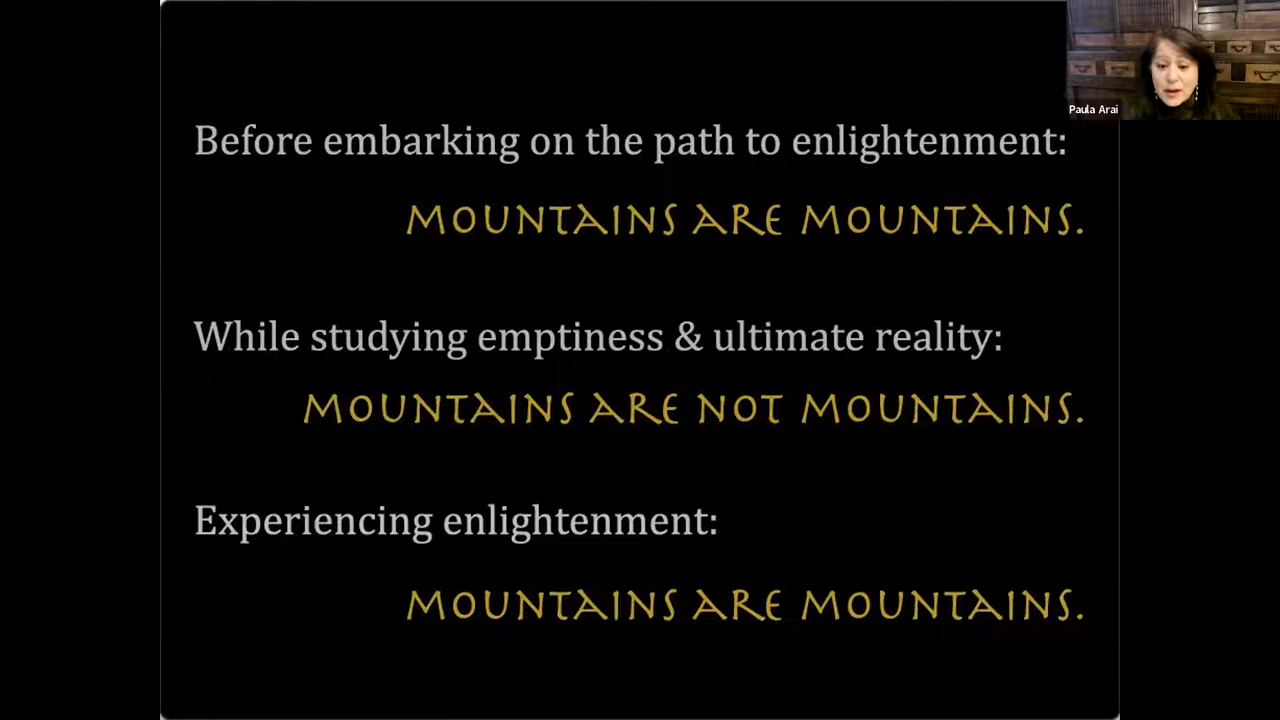 Paula Arai
Before embarking on the path to enlightenment:
MOUNTAINS ARE MOUNTAINS.
While studying emptiness & ultimate reality:
MOUNTAINS ARE NOT MOUNTAINS.
Experiencing enlightenment:
MOUNTAINS ARE MOUNTAINS.